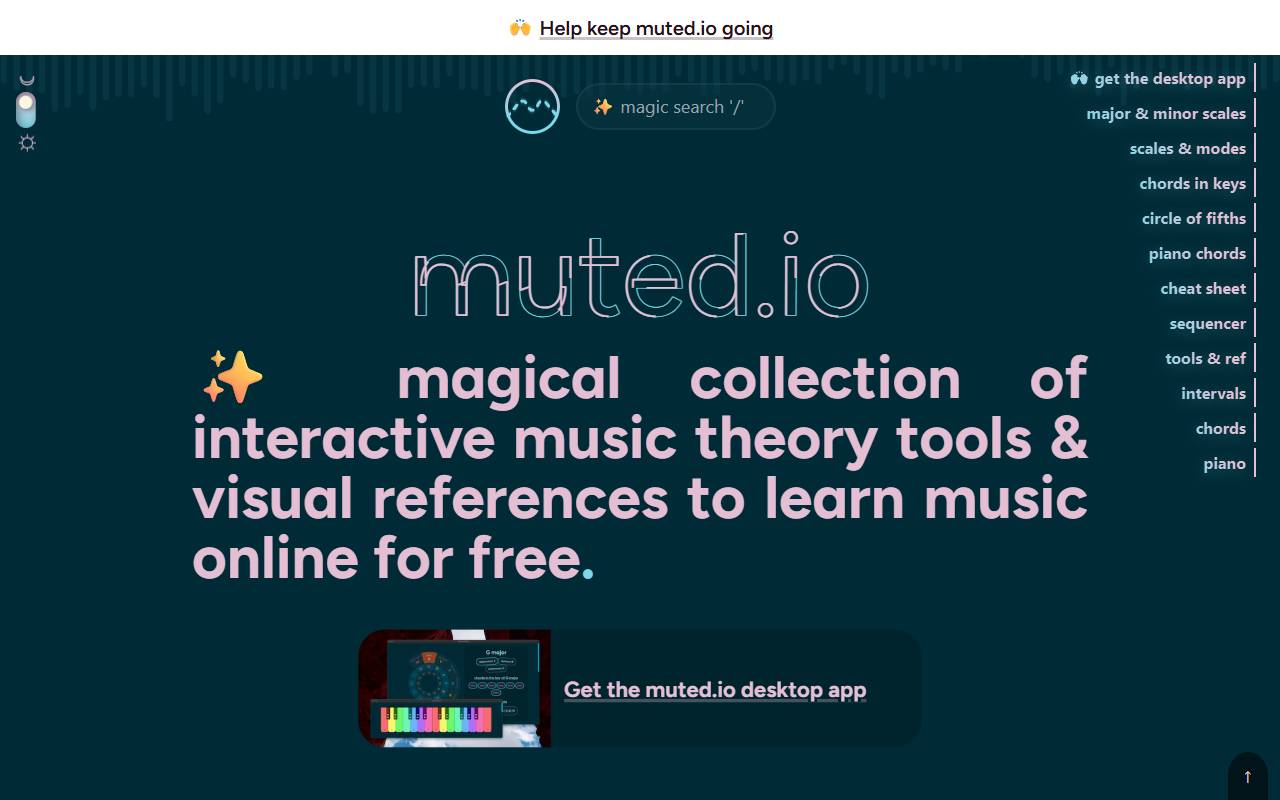 🙌 Help keep muted.io going
✨ magic search '/'
get the desktop app
major & minor scales
scales & modes
chords in keys
circle of fifths
piano chords
cheat sheet
sequencer
tools & ref
intervals
chords
piano
muted.io
✨ magical collection of
interactive music theory tools &
visual references to learn music
online for free.
G major
Get the muted.io desktop app
↑